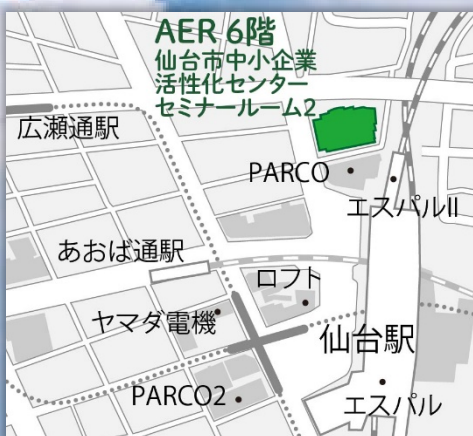 AER 6階
仙台市中小企業
活性化センター
セミナールーム2
広瀬通駅
PARCO
エスパルII
あおば通駅
ロフト
ヤマダ電機
仙台駅
PARCO2
エスパル